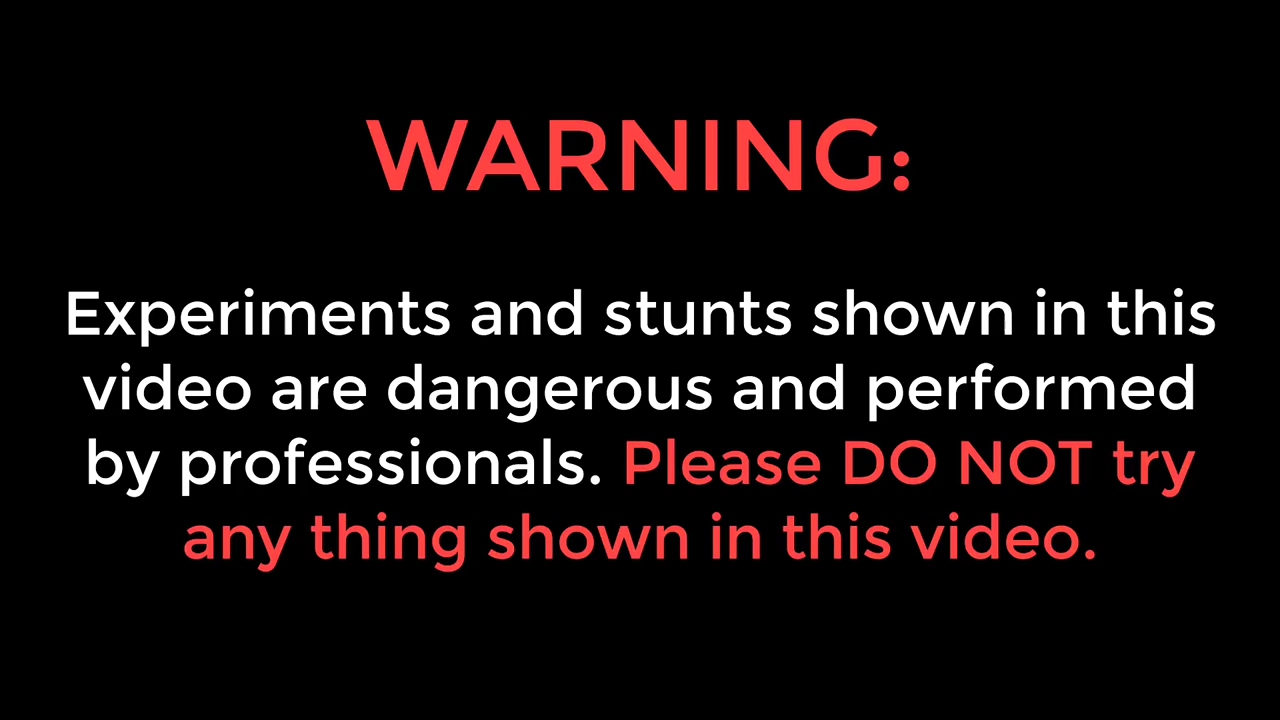 WARNING:
Experiments and stunts shown in this
video are dangerous and performed
by professionals. Please DO NOT try
any thing shown in this video.